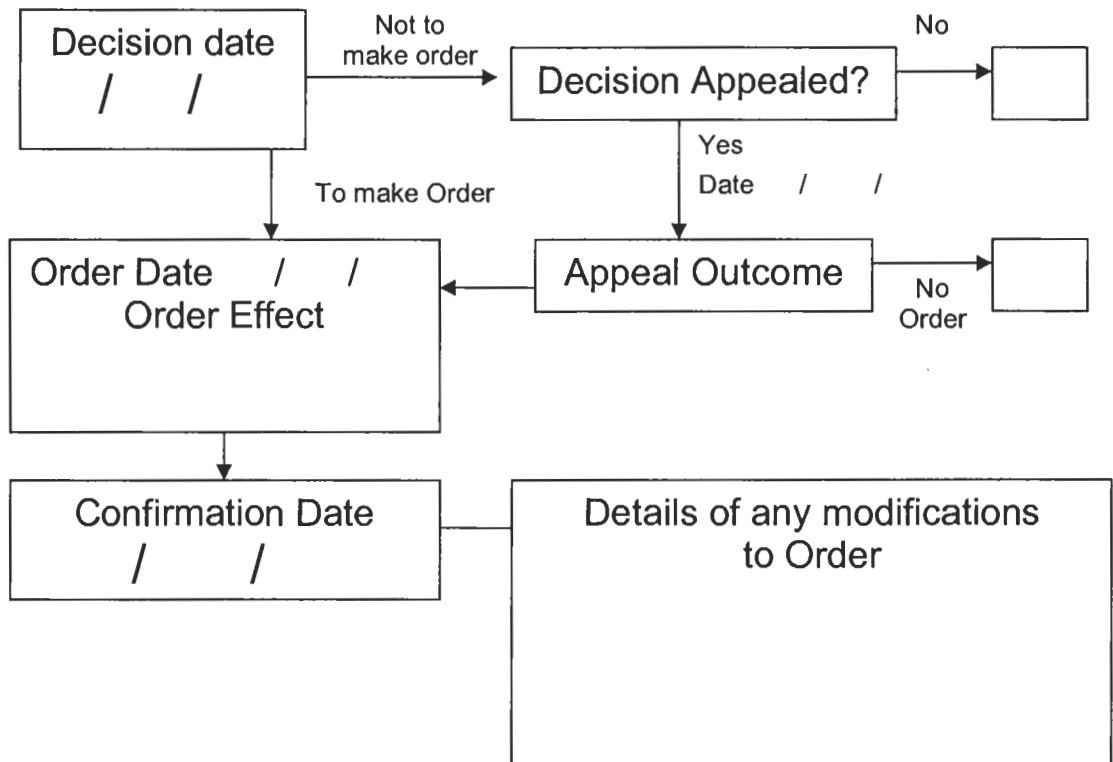 Decision date
/ /
Not to
make order
Decision Appealed?
No
Yes
Date / /
To make Order
Order Date / /
Order Effect
Appeal Outcome
No
Order
Confirmation Date
/ /
Details of any modifications
to Order